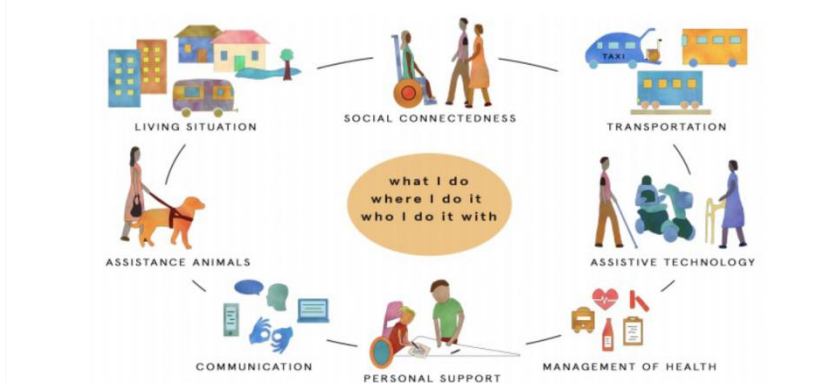 SOCIAL CONNECTEDNESS
LIVING SITUATION
TAXI
TRANSPORTATION
what I do
where I do it
who I do it with
ASSISTANCE ANIMALS
ASSISTIVE TECHNOLOGY
COMMUNICATION
PERSONAL SUPPORT
MANAGEMENT OF HEALTH